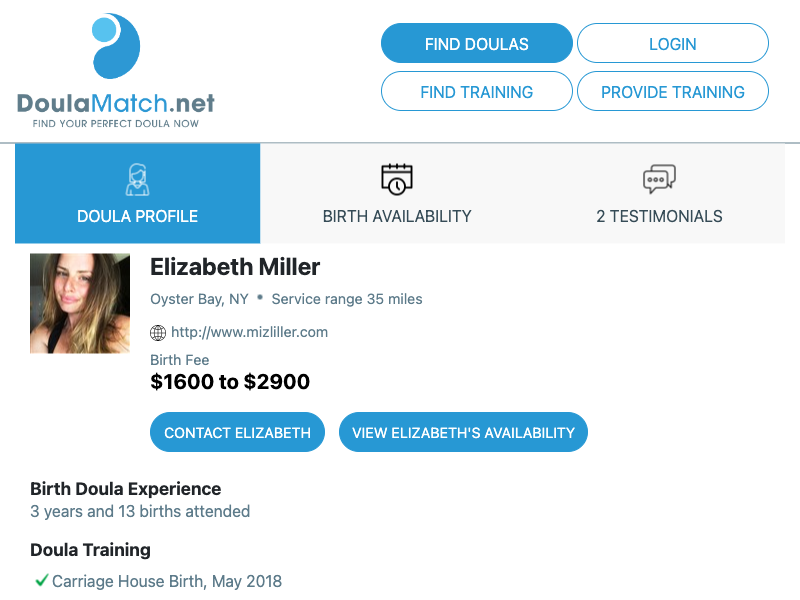 DoulaMatch.net
FIND YOUR PERFECT DOULA NOW
FIND DOULAS
LOGIN
FIND TRAINING
PROVIDE TRAINING
DOULA PROFILE
BIRTH AVAILABILITY
2 TESTIMONIALS
Elizabeth Miller
Oyster Bay, NY • Service range 35 miles
http://www.mizliller.com
Birth Fee
$1600 to $2900
CONTACT ELIZABETH
VIEW ELIZABETH'S AVAILABILITY
Birth Doula Experience
3 years and 13 births attended
Doula Training
Carriage House Birth, May 2018